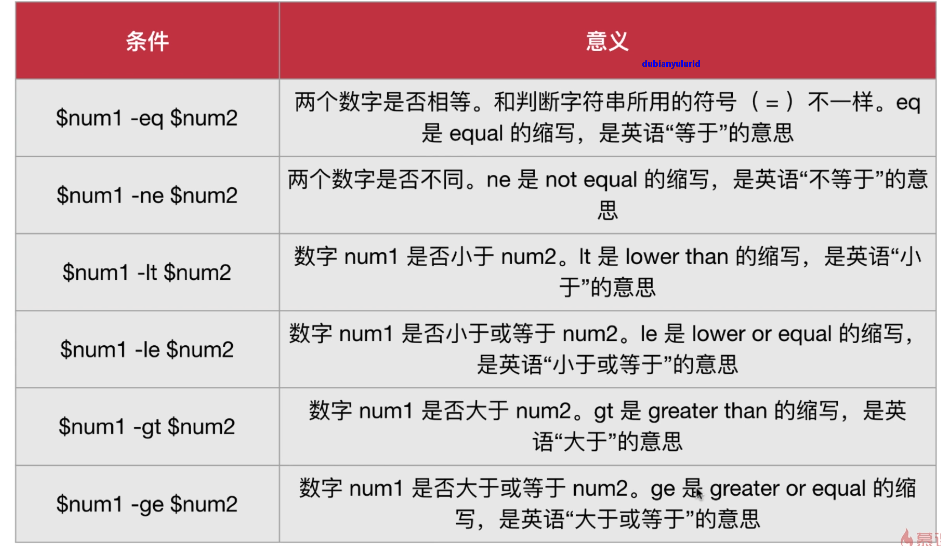 条件
意义
dubianyulurid
$num1 -eq $num2
两个数字是否相等。和判断字符串所用的符号（ = ）不一样。eq
是 equal 的缩写，是英语“等于”的意思
$num1 -ne $num2
两个数字是否不同。ne 是 not equal 的缩写，是英语“不等于”的意
思
$num1 -lt $num2
数字 num1 是否小于 num2。lt 是 lower than 的缩写，是英语“小
于”的意思
$num1 -le $num2
数字 num1 是否小于或等于 num2。le 是 lower or equal 的缩写，
是英语“小于或等于”的意思
$num1 -gt $num2
数字 num1 是否大于 num2。gt 是 greater than 的缩写，是英
语“大于”的意思
$num1 -ge $num2
数字 num1 是否大于或等于 num2。ge 是 greater or equal 的缩
写，是英语“大于或等于”的意思